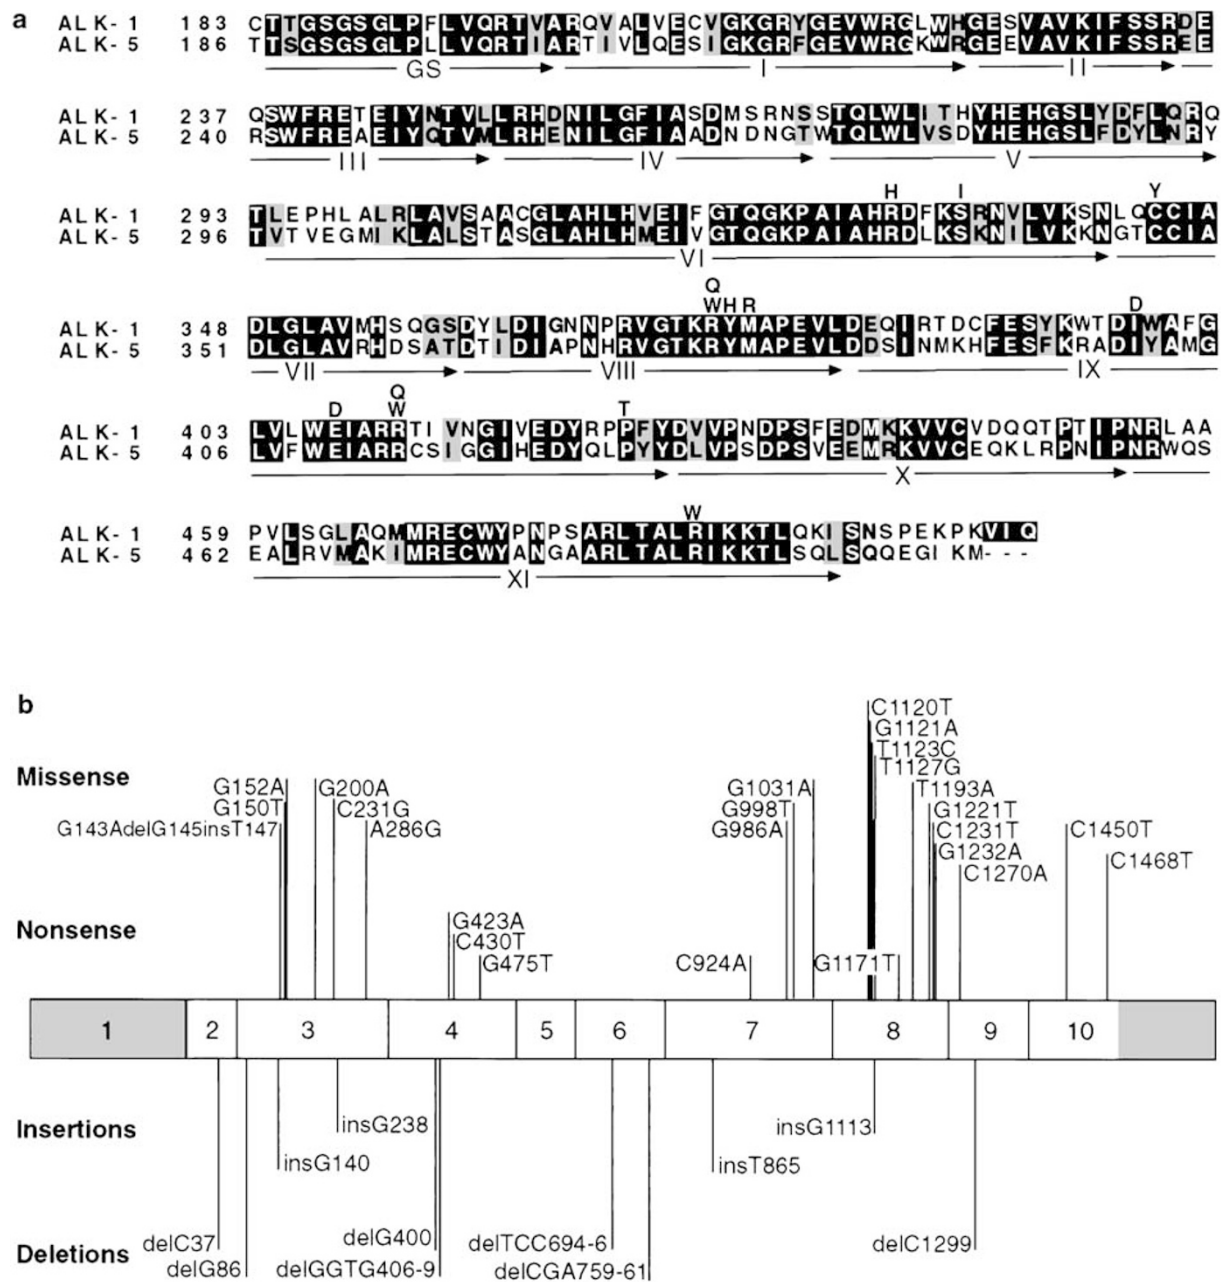 a
ALK-1 183 CTTGSGSGLPFLVQRTVARQVALVECVGKGRYGEVWRGLWHGESVAVKIFSSRDE
ALK-5 186 TTSGSGSGLPLLVQRTIARTIVLQESIGKGRFGEVWRGKWRGEEVAVKIFSSREE
GS I II
ALK-1 237 QSWFRETEIYNTVLLRHDNILGFIASDMSRNSSTQLWLITHYHEHGSLYDFLQRQ
ALK-5 240 RSWFREAEIYQTVMLRHENILGFIAADNDNGTWTQLWLVSDYHEHGSLFDYLNRY
III IV V
H I Y
ALK-1 293 TLEPHLALRLAVSAACGLAHLHVEIFGTQGKPAIAHRDFKSRNVLVKSNLQCCIA
ALK-5 296 TVTVEGMIKLALSTASGLAHLHMEIVGTQGKPAIAHRDLKSKNILVKKNGTCCIA
VI
Q
WHR D
ALK-1 348 DLGLAVMHSQGSDYLDIGNNPRVGTKRYMAPEVLDEQIRTDCFESYKWTDIWAFG
ALK-5 351 DLGLAVRHDSATDTIDIAPNHRVGTKRYMAPEVLDDSINMKHFESFKRADIYAMG
VII VIII IX
Q
D W T
ALK-1 403 LVLWEIARRTIVNGIVEDYRPPFYDVVPNDPSFEDMKKVVCVDQQTPTIPNRLAA
ALK-5 406 LVFWEIARRCSIGGIHEDYQLPYYDLVPSDPSVEEMRKVVCEQKLRPNIPNRWQS
X
W
ALK-1 459 PVLSGLAQMMRECWYPNPSARLTALRIKKTLQKISNSPEKPKVIQ
ALK-5 462 EALRVMAKIMRECWYANGAARLTALRIKKTLSQLSQQEGIKM---
XI
b
Missense
G152A
G150T
G143AdelG145insT147
G200A
C231G
A286G
G1031A
G998T
G986A
C1120T
G1121A
T1123C
T1127G
T1193A
G1221T
C1231T
G1232A
C1270A
C1450T
C1468T
Nonsense
G423A
C430T
G475T
C924A
G1171T
1 2 3 4 5 6 7 8 9 10
Insertions
insG238
insG140
insG1113
insT865
Deletions
delC37
delG86
delG400
delGGTG406-9
delTCC694-6
delCGA759-61
delC1299